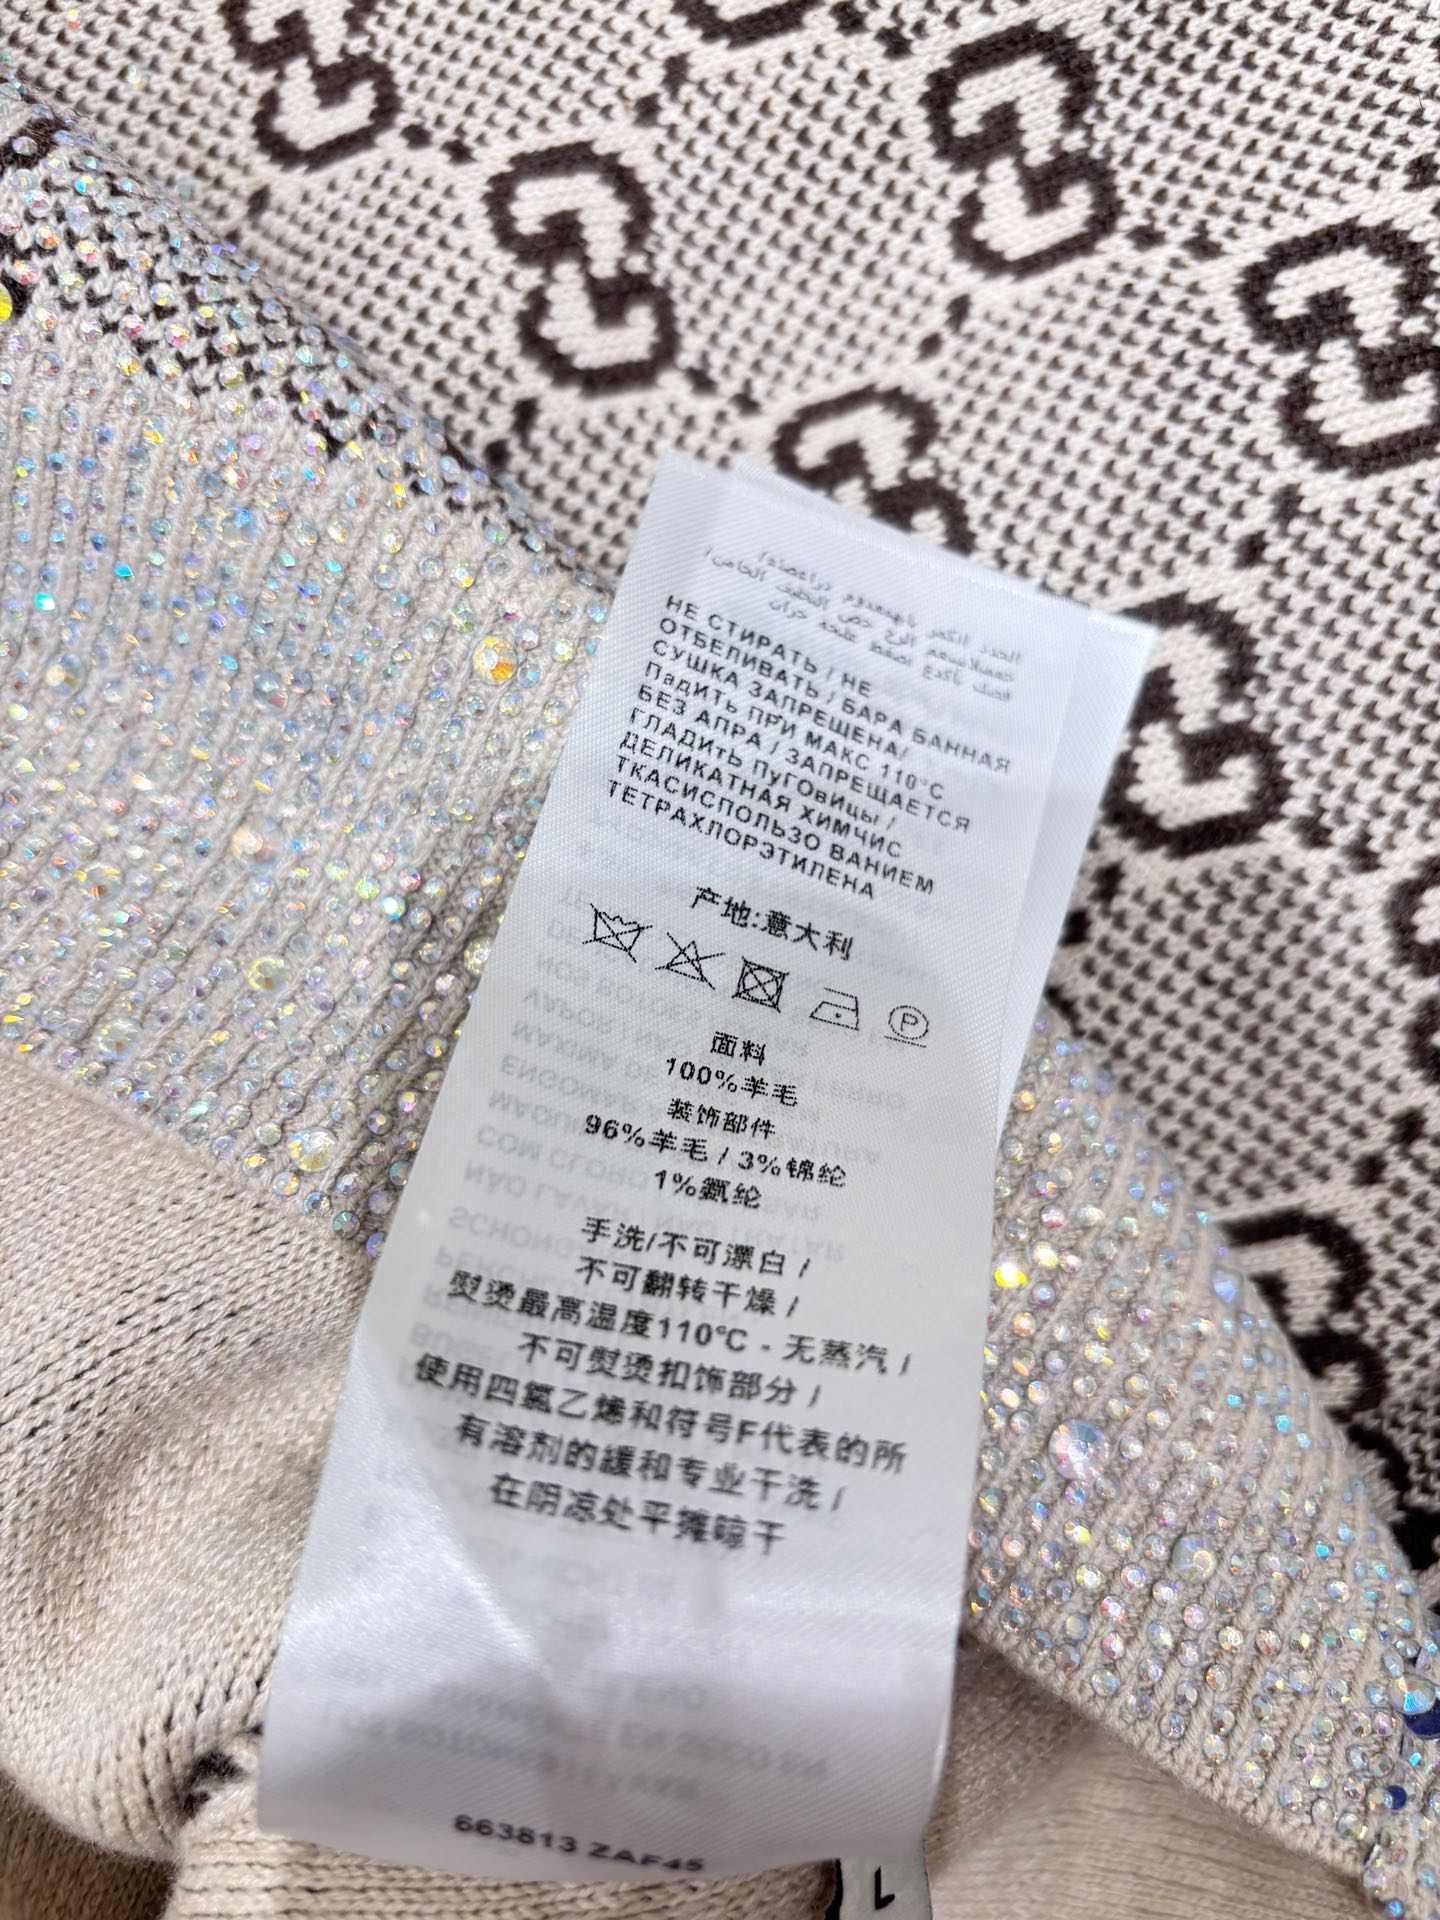 НЕ СТИРАТЬ / НЕ
ОТБЕЛИВАТЬ / БАРА БАННАЯ
СУШКА ЗАПРЕЩЕНА/
ПаДИТЬ ПРИ МАКС 110°C
БЕЗ АПРА / ЗАПРЕЩАЕТСЯ
ГЛАДИтЬ ПуГОвИЦы /
ДЕЛИКАТНАЯ ХИМЧИС
ТКАСИСПОЛЬЗО ВАНИЕМ
ТЕТРАХЛОРЭТИЛЕНА
产地:意大利
P
面料
100%羊毛
装饰部件
96%羊毛 / 3%锦纶
1%氨纶
手洗/不可漂白 /
不可翻转干燥 /
熨烫最高温度110°C - 无蒸汽 /
不可熨烫扣饰部分 /
使用四氯乙烯和符号F代表的所
有溶剂的缓和专业干洗 /
在阴凉处平摊晾干
663813 ZAF45
L